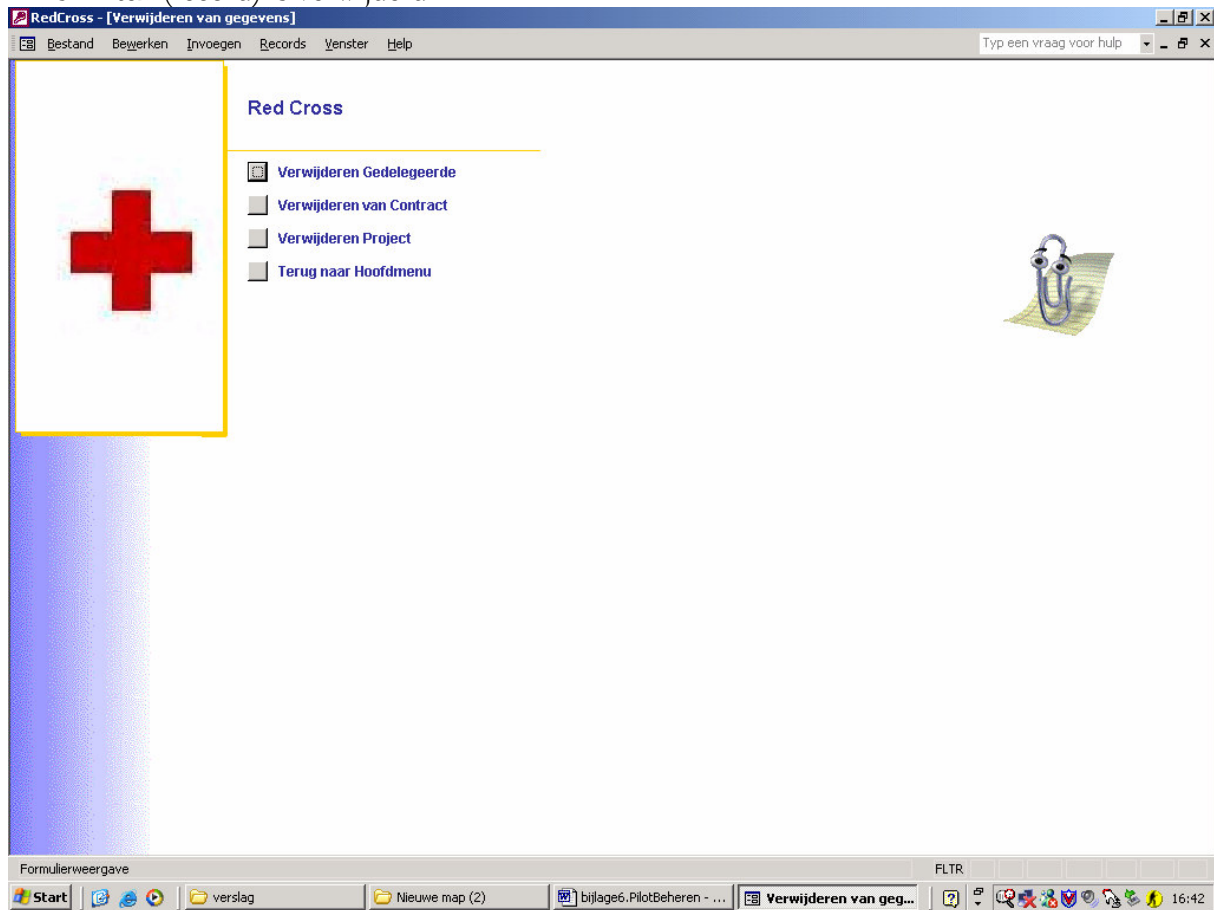 RedCross - [Verwijderen van gegevens]
Bestand Bewerken Invoegen Records Venster Help Typ een vraag voor hulp
Red Cross
Verwijderen Gedelegeerde
Verwijderen van Contract
Verwijderen Project
Terug naar Hoofdmenu
Formulierweergave FLTR
Start verslag Nieuwe map (2) bijlage6.PilotBeheren - ... Verwijderen van geg... 16:42